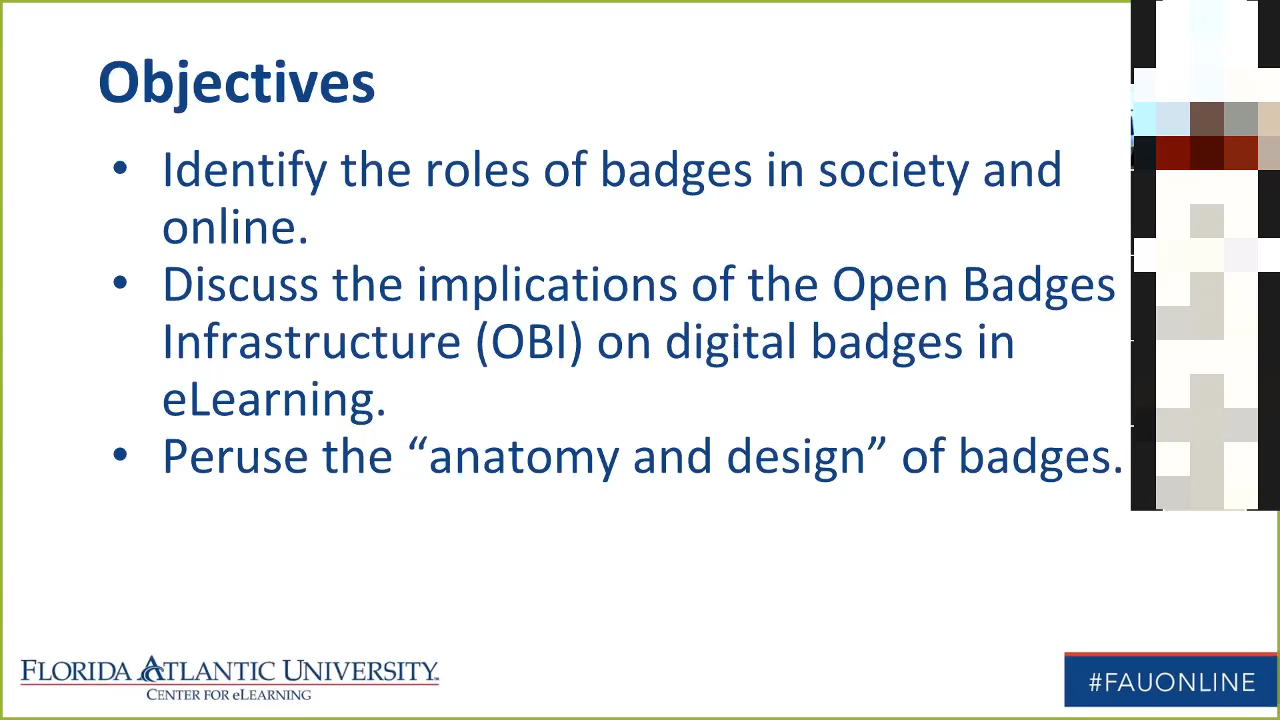 Objectives
• Identify the roles of badges in society and
online.
• Discuss the implications of the Open Badges
Infrastructure (OBI) on digital badges in
eLearning.
• Peruse the “anatomy and design” of badges.
FLORIDA ATLANTIC UNIVERSITY
CENTER FOR eLEARNING
#FAUONLINE